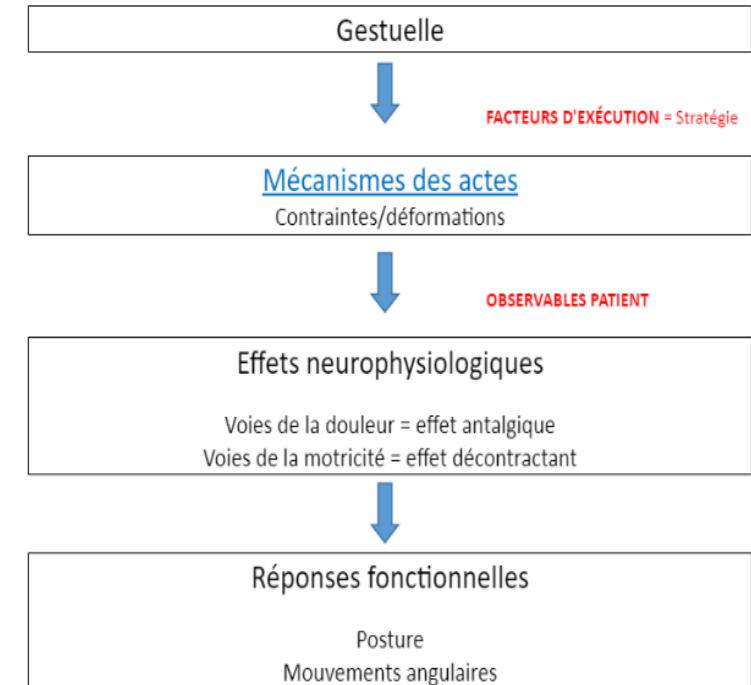 Gestuelle
FACTEURS D'EXÉCUTION = Stratégie
Mécanismes des actes
Contraintes/déformations
OBSERVABLES PATIENT
Effets neurophysiologiques
Voies de la douleur = effet antalgique
Voies de la motricité = effet décontractant
Réponses fonctionnelles
Posture
Mouvements angulaires